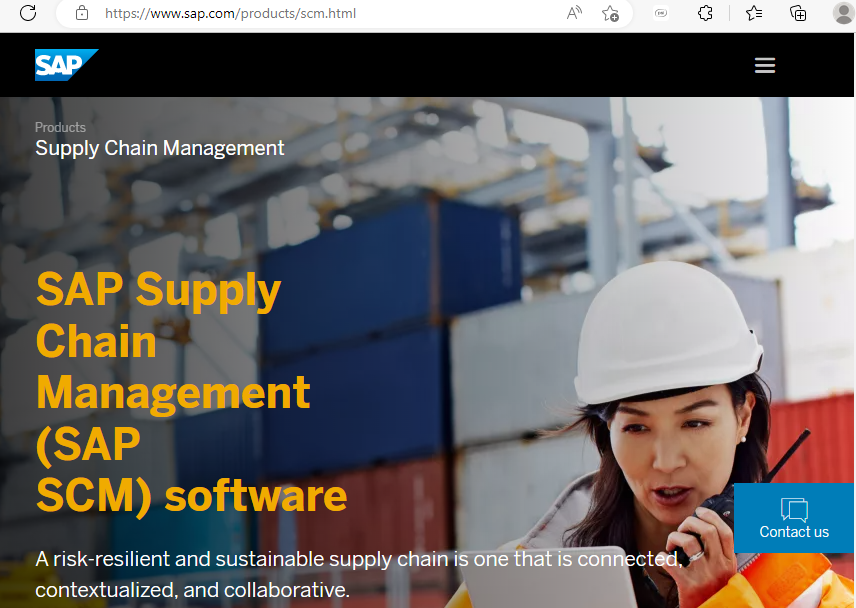 https://www.sap.com/products/scm.html
SAP
Products
Supply Chain Management
SAP Supply
Chain
Management
(SAP
SCM) software
Contact us
A risk-resilient and sustainable supply chain is one that is connected,
contextualized, and collaborative.